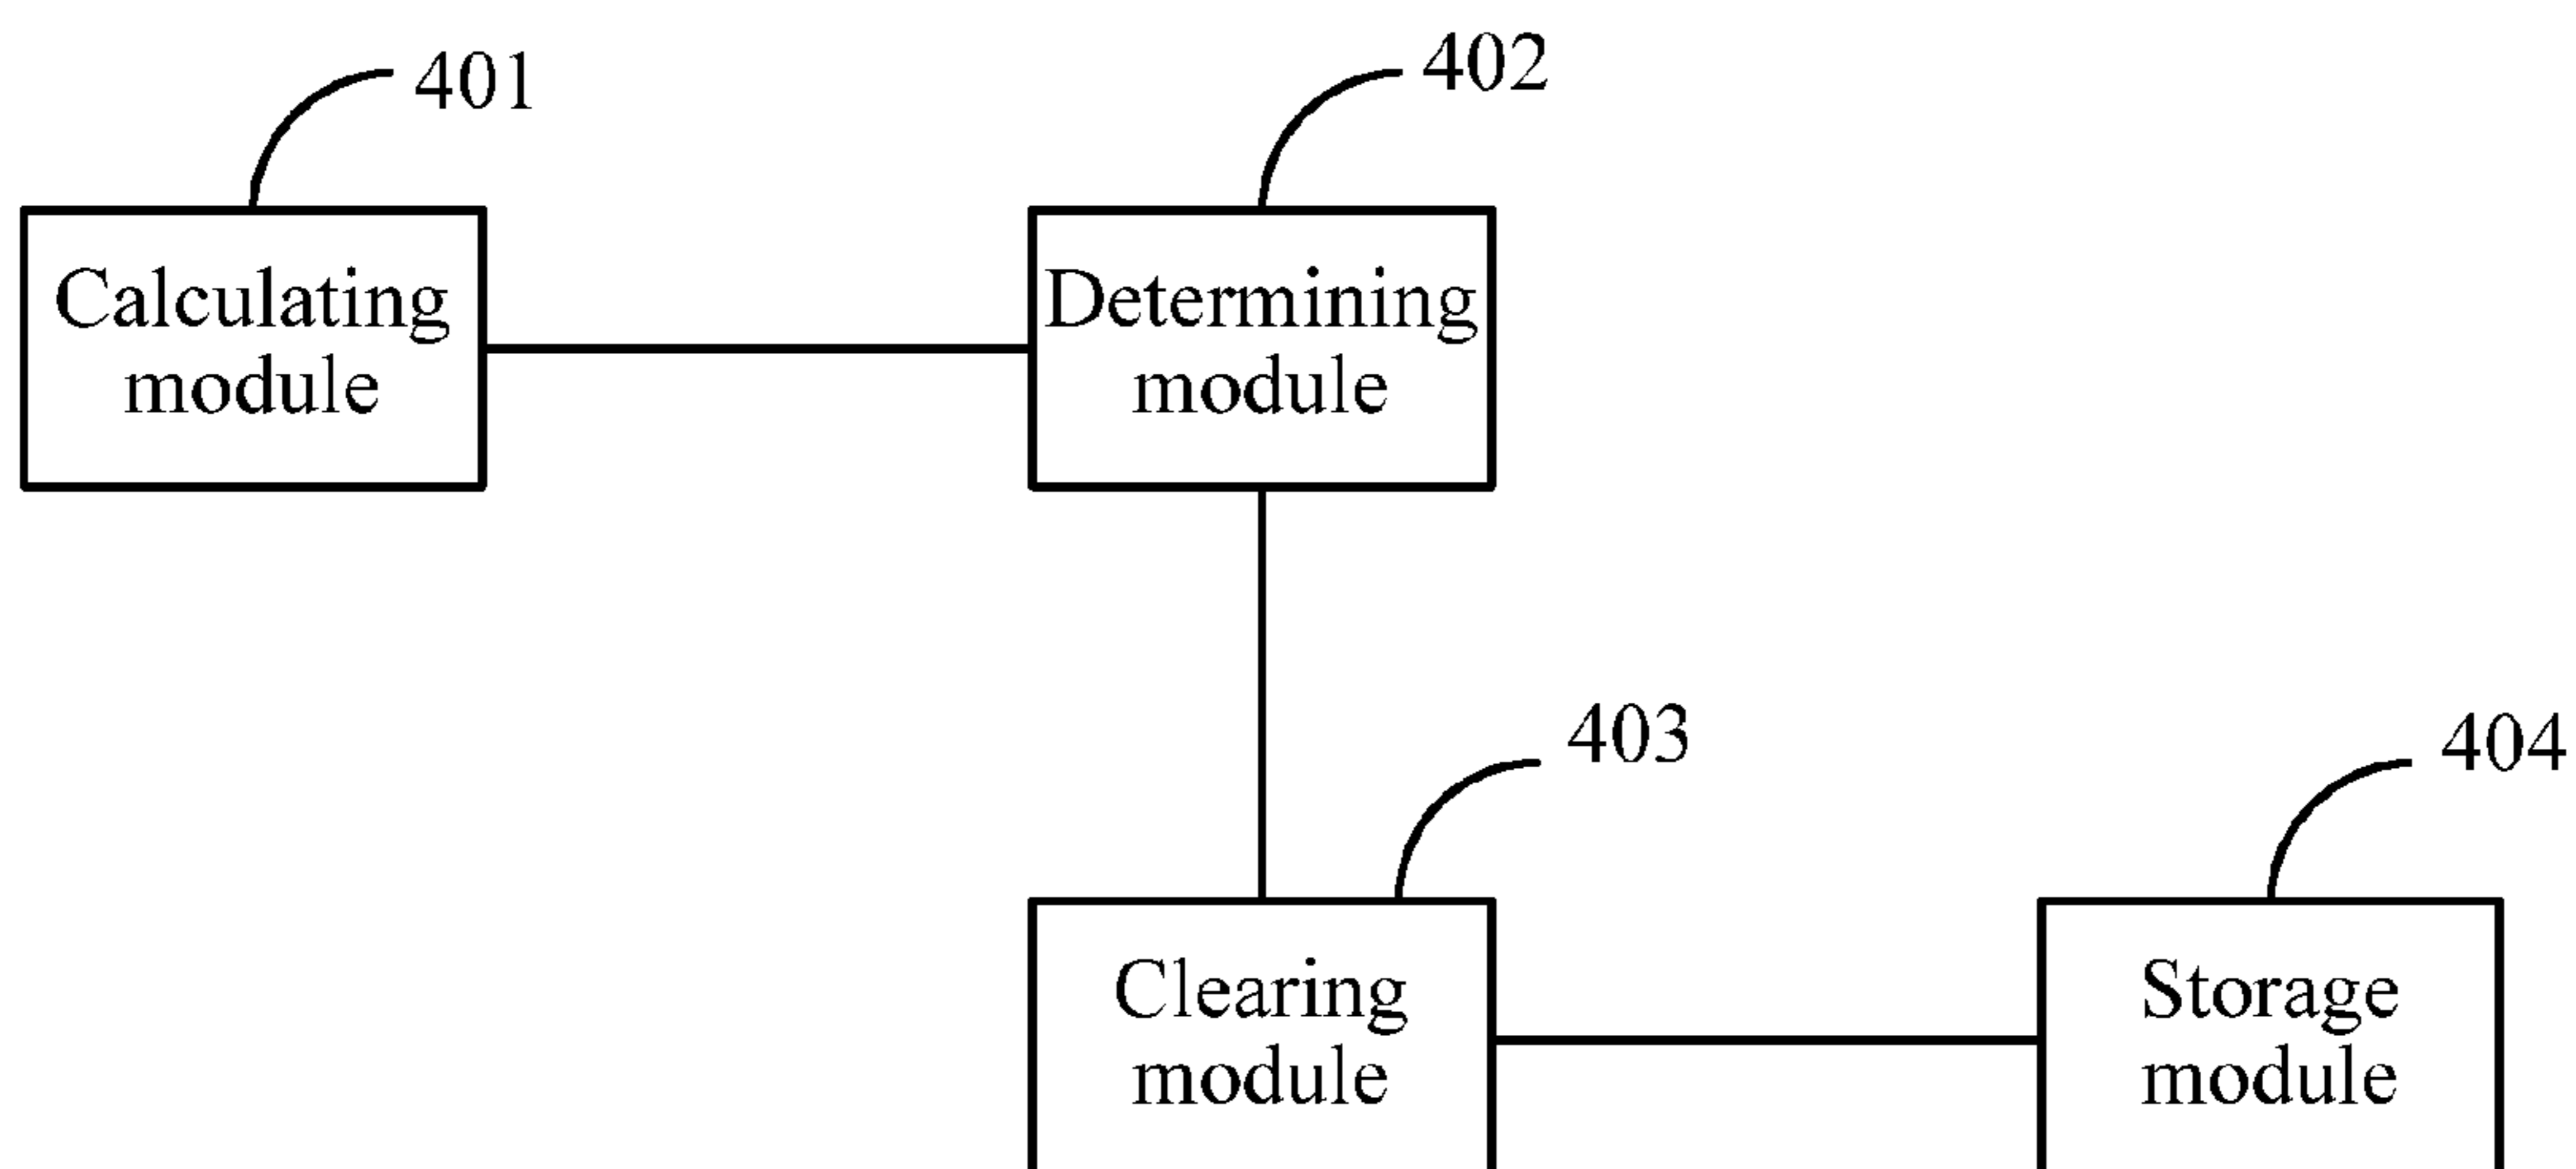 401
402
Calculating
module
Determining
module
403
404
Clearing
module
Storage
module